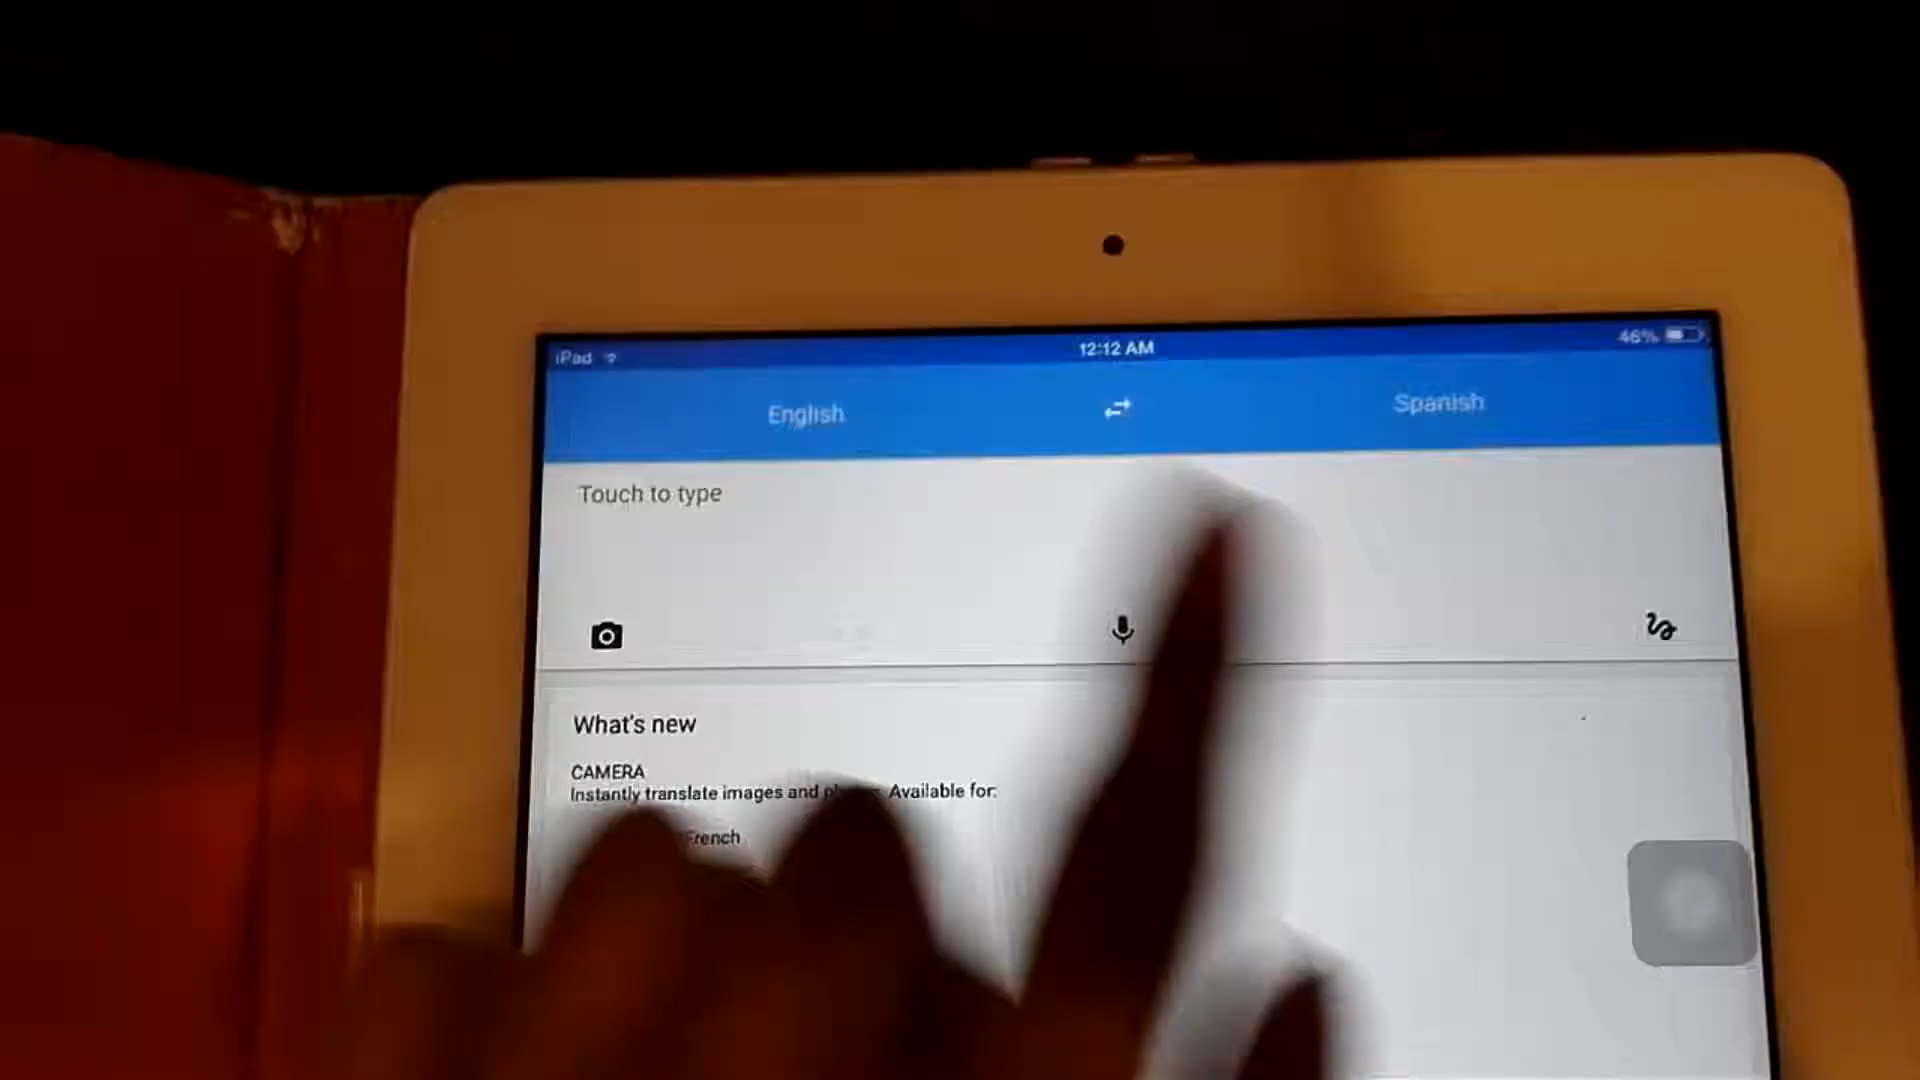 iPad
12:12 AM
46%
English
Spanish
Touch to type
What's new
CAMERA
Instantly translate images and Available for:
French